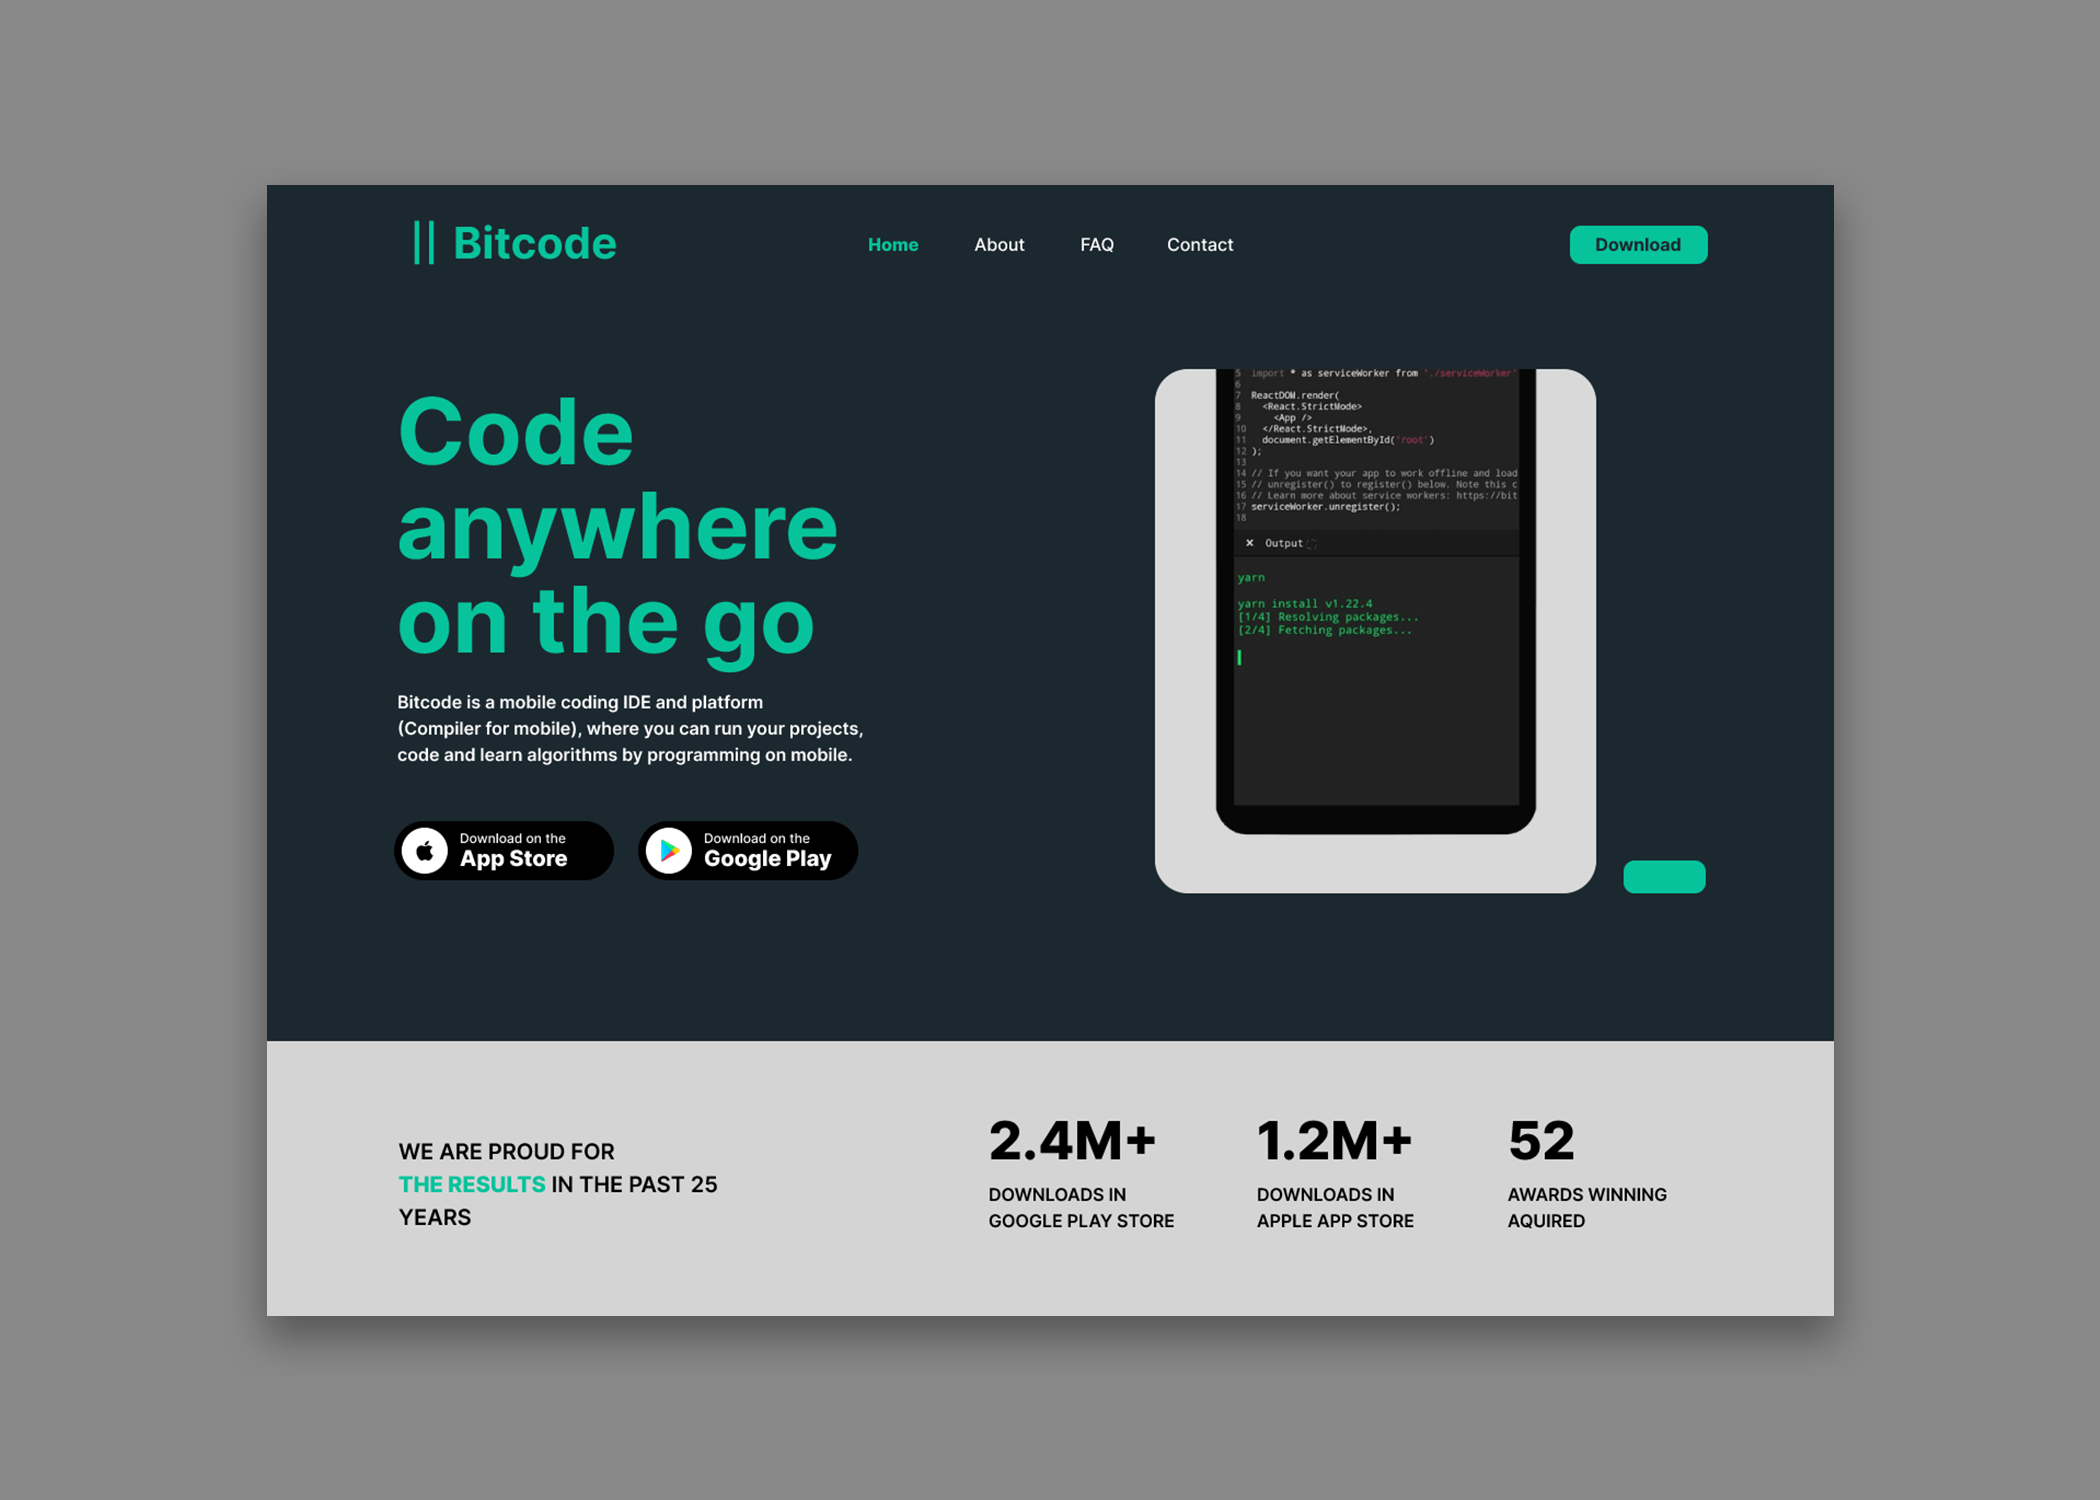 Bitcode
Home About FAQ Contact
Download
Code
anywhere
on the go
Bitcode is a mobile coding IDE and platform
(Compiler for mobile), where you can run your projects,
code and learn algorithms by programming on mobile.
Download on the
App Store
Download on the
Google Play
5 import * as serviceWorker from './serviceWorker'
6
7 ReactDOM.render(
8 <React.StrictMode>
9 <App />
10 </React.StrictMode>,
11 document.getElementById('root')
12 );
13
14 // If you want your app to work offline and load
15 // unregister() to register() below. Note this c
16 // Learn more about service workers: https://bit
17 serviceWorker.unregister();
18
× Output
yarn
yarn install v1.22.4
[1/4] Resolving packages...
[2/4] Fetching packages...
WE ARE PROUD FOR
THE RESULTS IN THE PAST 25
YEARS
2.4M+
DOWNLOADS IN
GOOGLE PLAY STORE
1.2M+
DOWNLOADS IN
APPLE APP STORE
52
AWARDS WINNING
AQUIRED